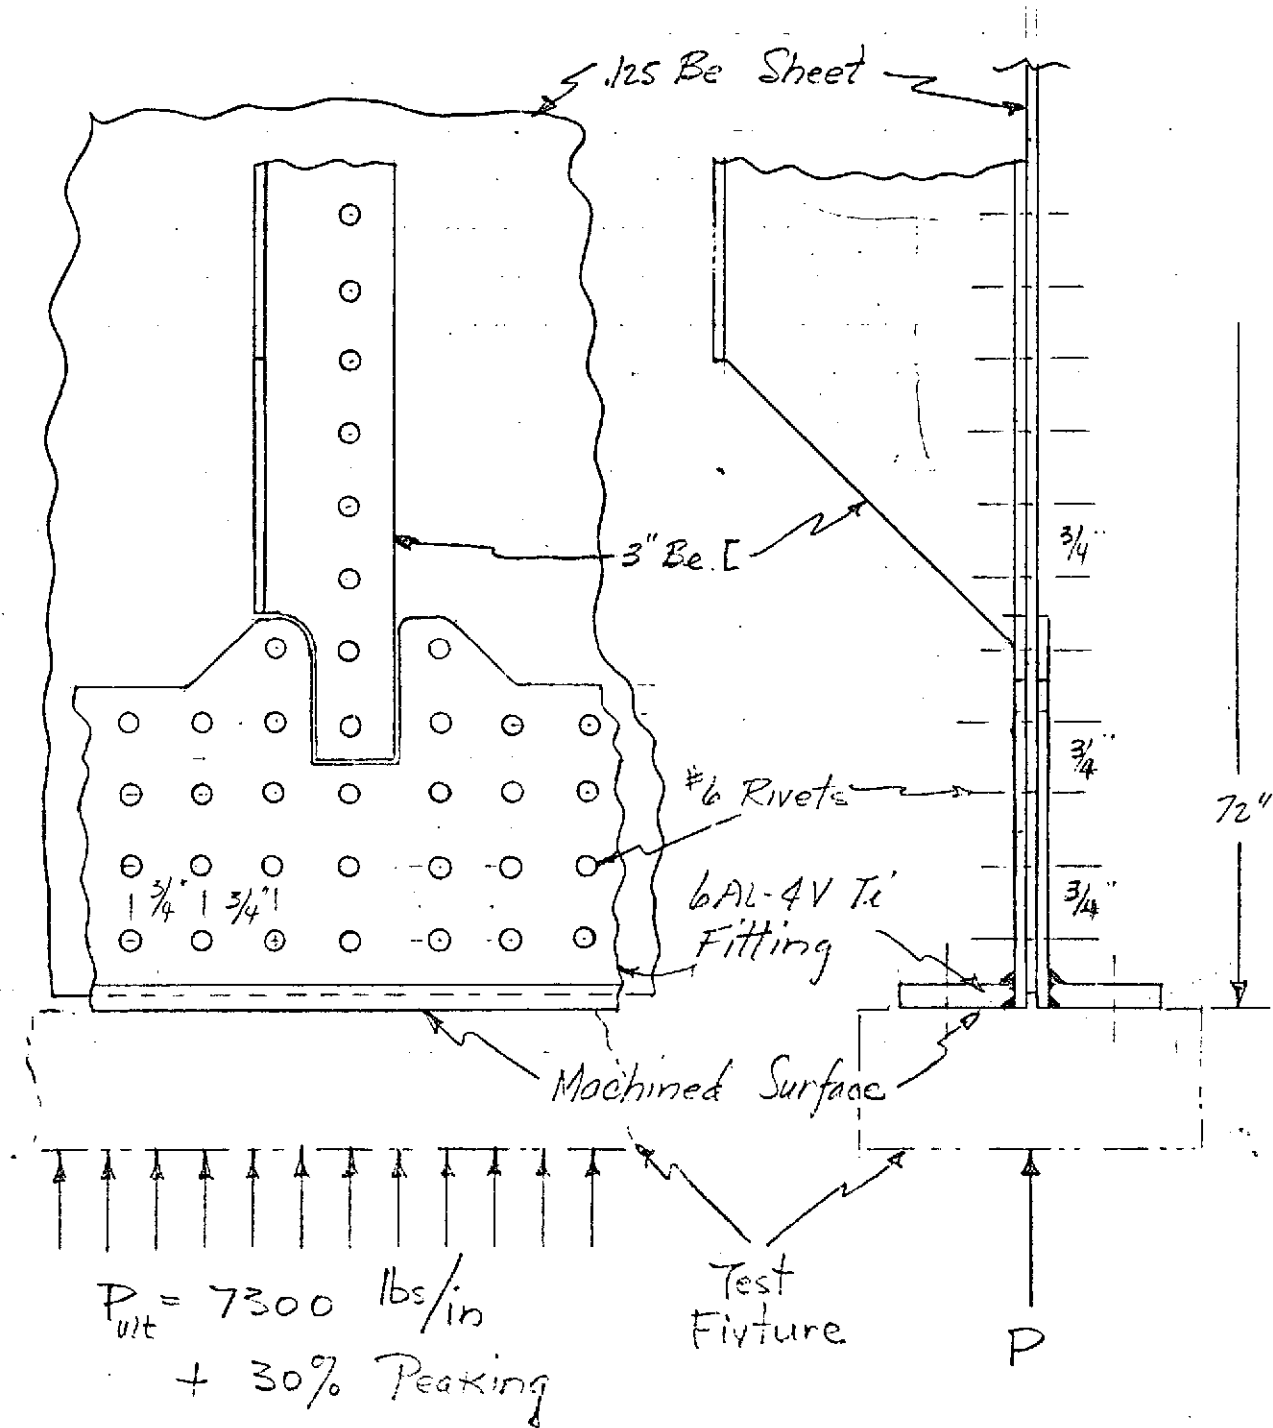 .125 Be Sheet
3" Be. [
3/4"
#6 Rivets
3/4"
72"
3/4" 3/4"
6AL-4V Ti
Fitting
3/4"
Machined Surface
P ult = 7300 lbs/in
+ 30% Peaking
Test
Fixture
P